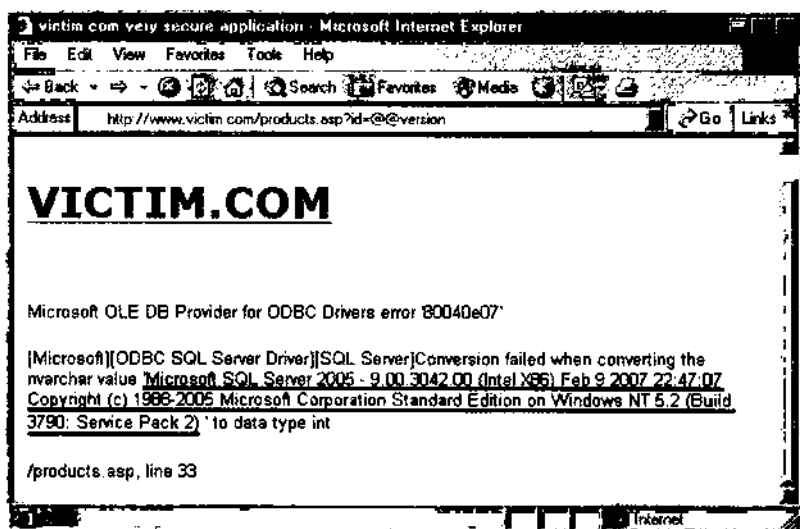 victim com very secure application - Microsoft Internet Explorer
File Edit View Favorites Tools Help
Back Search Favorites Media
Address http://www.victim com/products.asp?id=@@version Go Links
VICTIM.COM
Microsoft OLE DB Provider for ODBC Drivers error '80040e07'
[Microsoft][ODBC SQL Server Driver][SQL Server]Conversion failed when converting the
nvarchar value 'Microsoft SQL Server 2005 - 9.00.3042.00 (Intel X86) Feb 9 2007 22:47:07
Copyright (c) 1988-2005 Microsoft Corporation Standard Edition on Windows NT 5.2 (Build
3790: Service Pack 2) ' to data type int
/products.asp, line 33
Internet